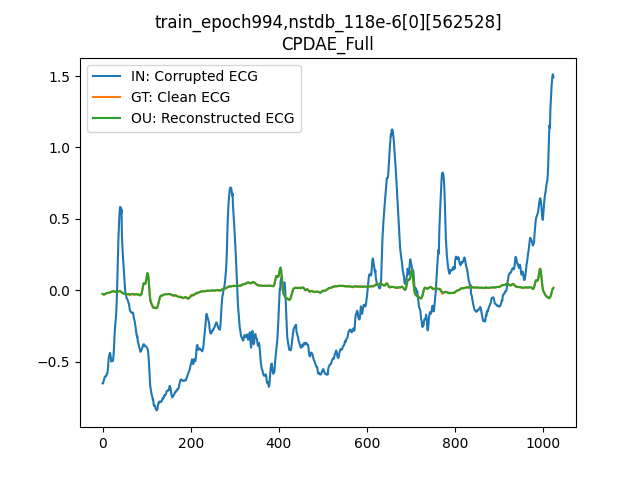 train_epoch994,nstdb_118e-6[0][562528]
CPDAE_Full
IN: Corrupted ECG
GT: Clean ECG
OU: Reconstructed ECG
1.5
1.0
0.5
0.0
−0.5
0 200 400 600 800 1000